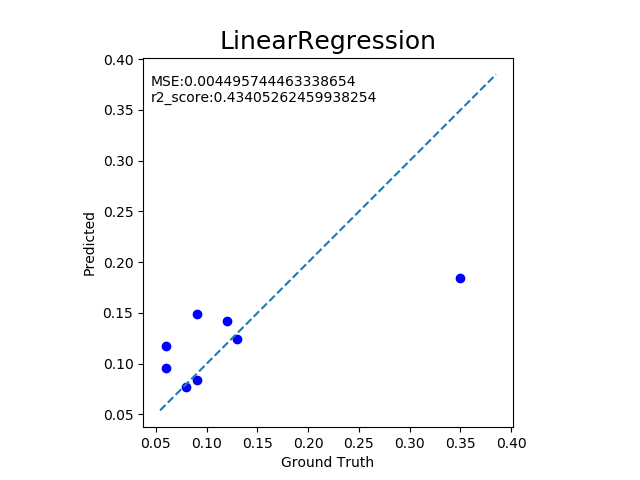 LinearRegression
MSE:0.004495744463338654
r2_score:0.43405262459938254
Predicted
0.40
0.35
0.30
0.25
0.20
0.15
0.10
0.05
0.05 0.10 0.15 0.20 0.25 0.30 0.35 0.40
Ground Truth